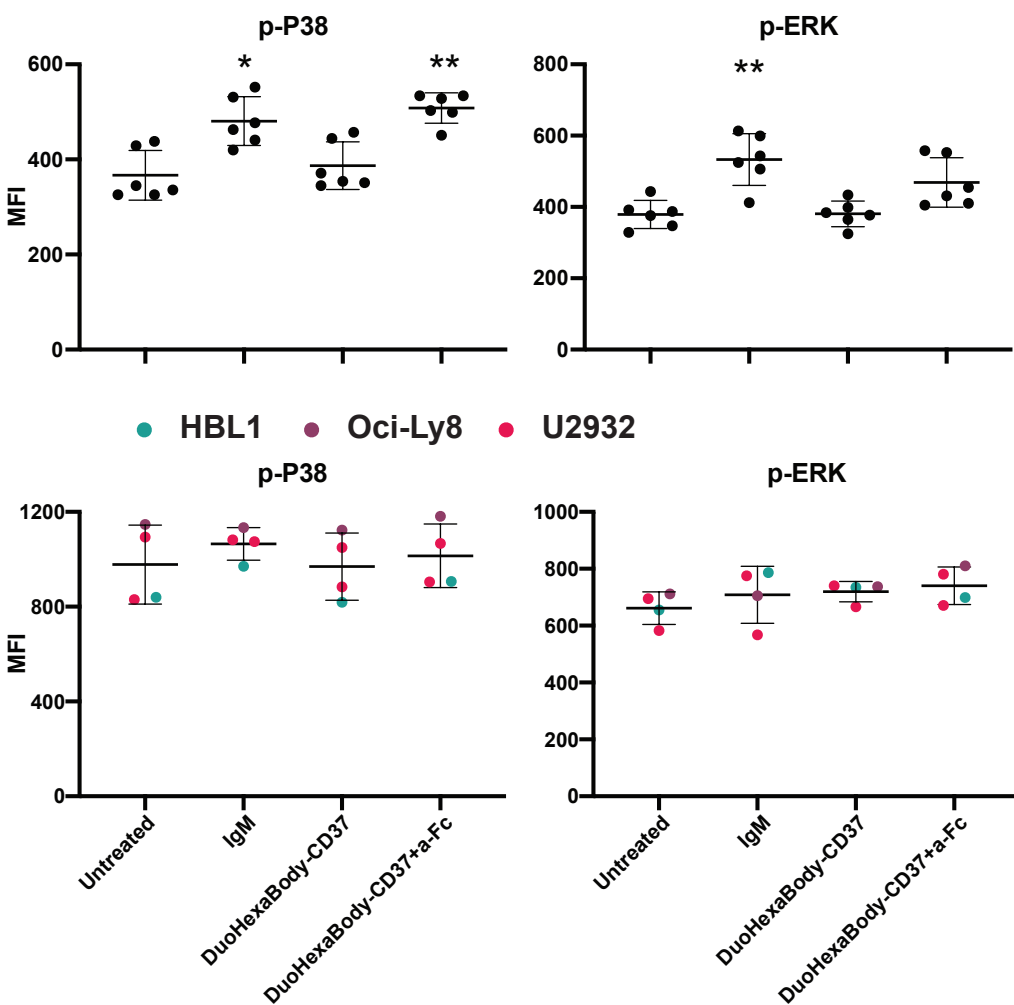 p-P38
p-ERK
* **
**
600
400
200
0
MFI
800
600
400
200
0
HBL1 Oci-Ly8 U2932
p-P38
p-ERK
1200
800
400
0
MFI
1000
800
600
400
200
0
Untreated
IgM
DuoHexaBody-CD37
DuoHexaBody-CD37+a-Fc
Untreated
IgM
DuoHexaBody-CD37
DuoHexaBody-CD37+a-Fc